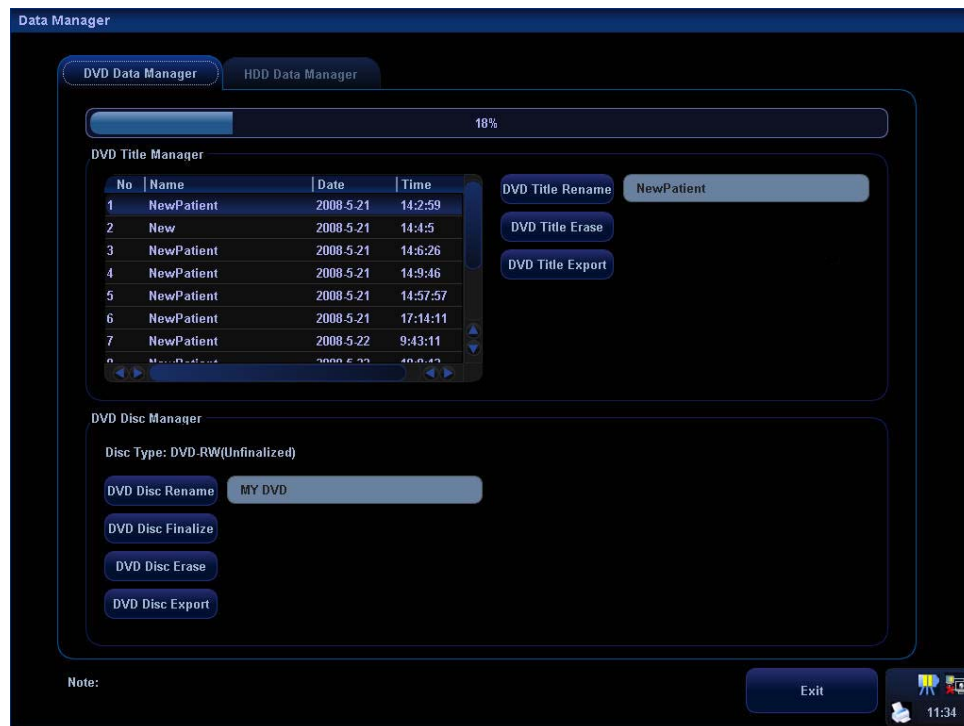 Data Manager
DVD Data Manager
HDD Data Manager
18%
DVD Title Manager
No Name Date Time
1 NewPatient 2008-5-21 14:2:59
2 New 2008-5-21 14:4:5
3 NewPatient 2008-5-21 14:6:26
4 NewPatient 2008-5-21 14:9:46
5 NewPatient 2008-5-21 14:57:57
6 NewPatient 2008-5-21 17:14:11
7 NewPatient 2008-5-22 9:43:11
DVD Title Rename NewPatient
DVD Title Erase
DVD Title Export
DVD Disc Manager
Disc Type: DVD-RW(Unfinalized)
DVD Disc Rename MY DVD
DVD Disc Finalize
DVD Disc Erase
DVD Disc Export
Note:
Exit
11:34